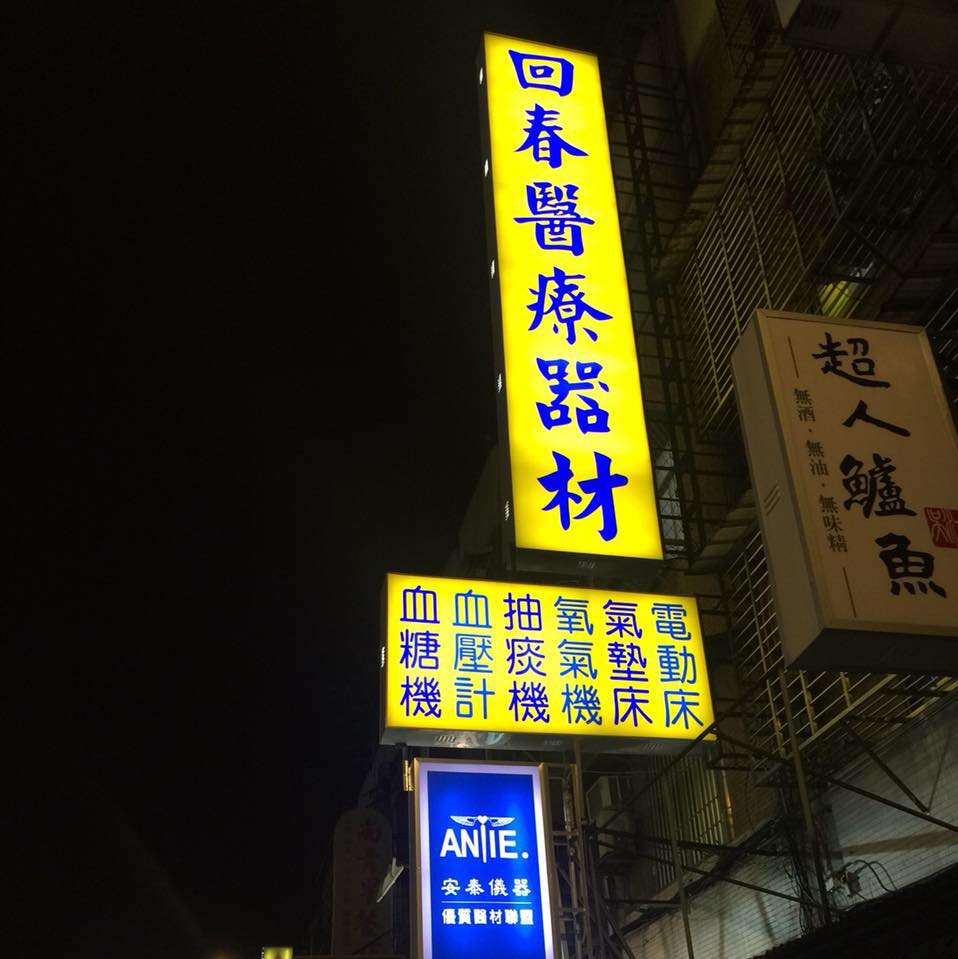 回春醫療器材
電動床
氣墊床
氧氣機
抽痰機
血壓計
血糖機
ANTIE.
安泰儀器
優質醫材聯盟
超人鱸魚
無酒·無油·無味精